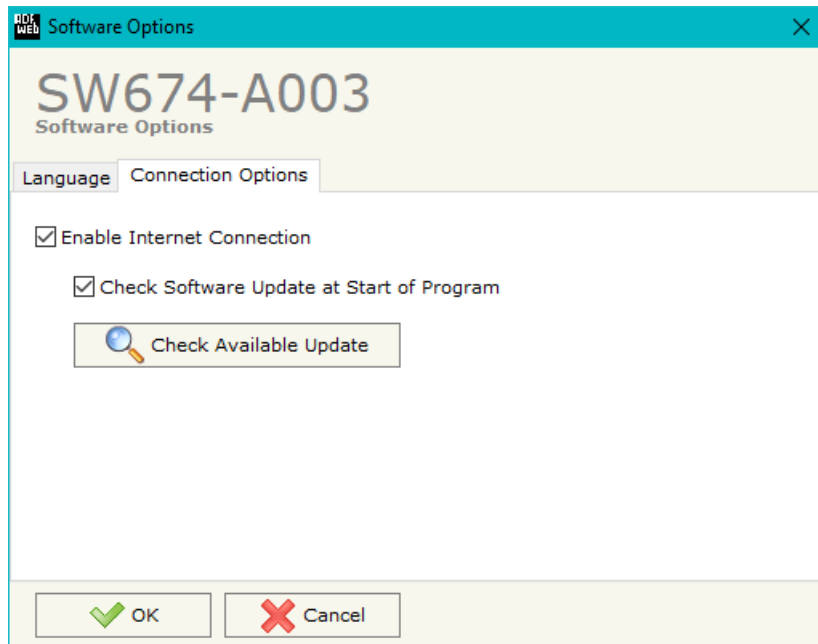 ADF
WEB
Software Options
SW674-A003
Software Options
Language
Connection Options
Enable Internet Connection
Check Software Update at Start of Program
Check Available Update
OK
Cancel